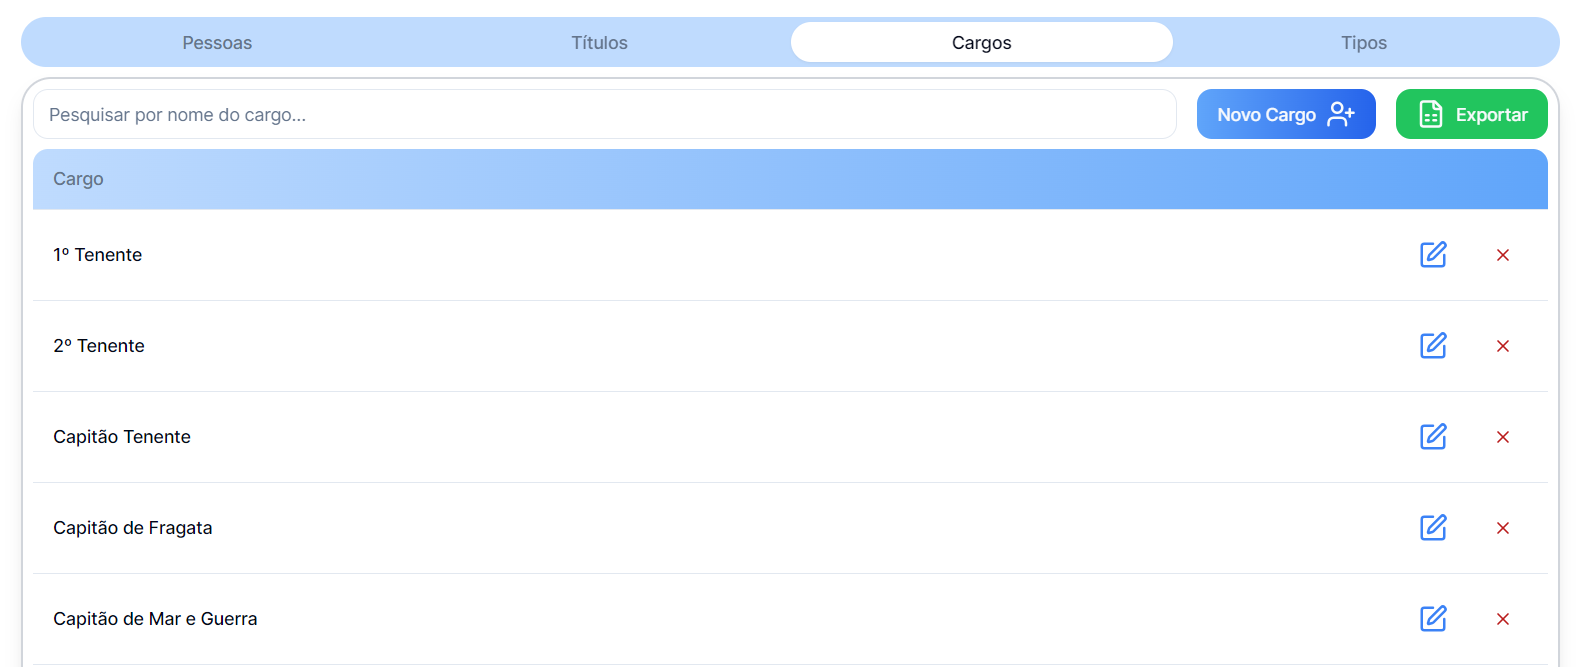 Pessoas Títulos Cargos Tipos
Pesquisar por nome do cargo... Novo Cargo Exportar
Cargo
1º Tenente
2º Tenente
Capitão Tenente
Capitão de Fragata
Capitão de Mar e Guerra